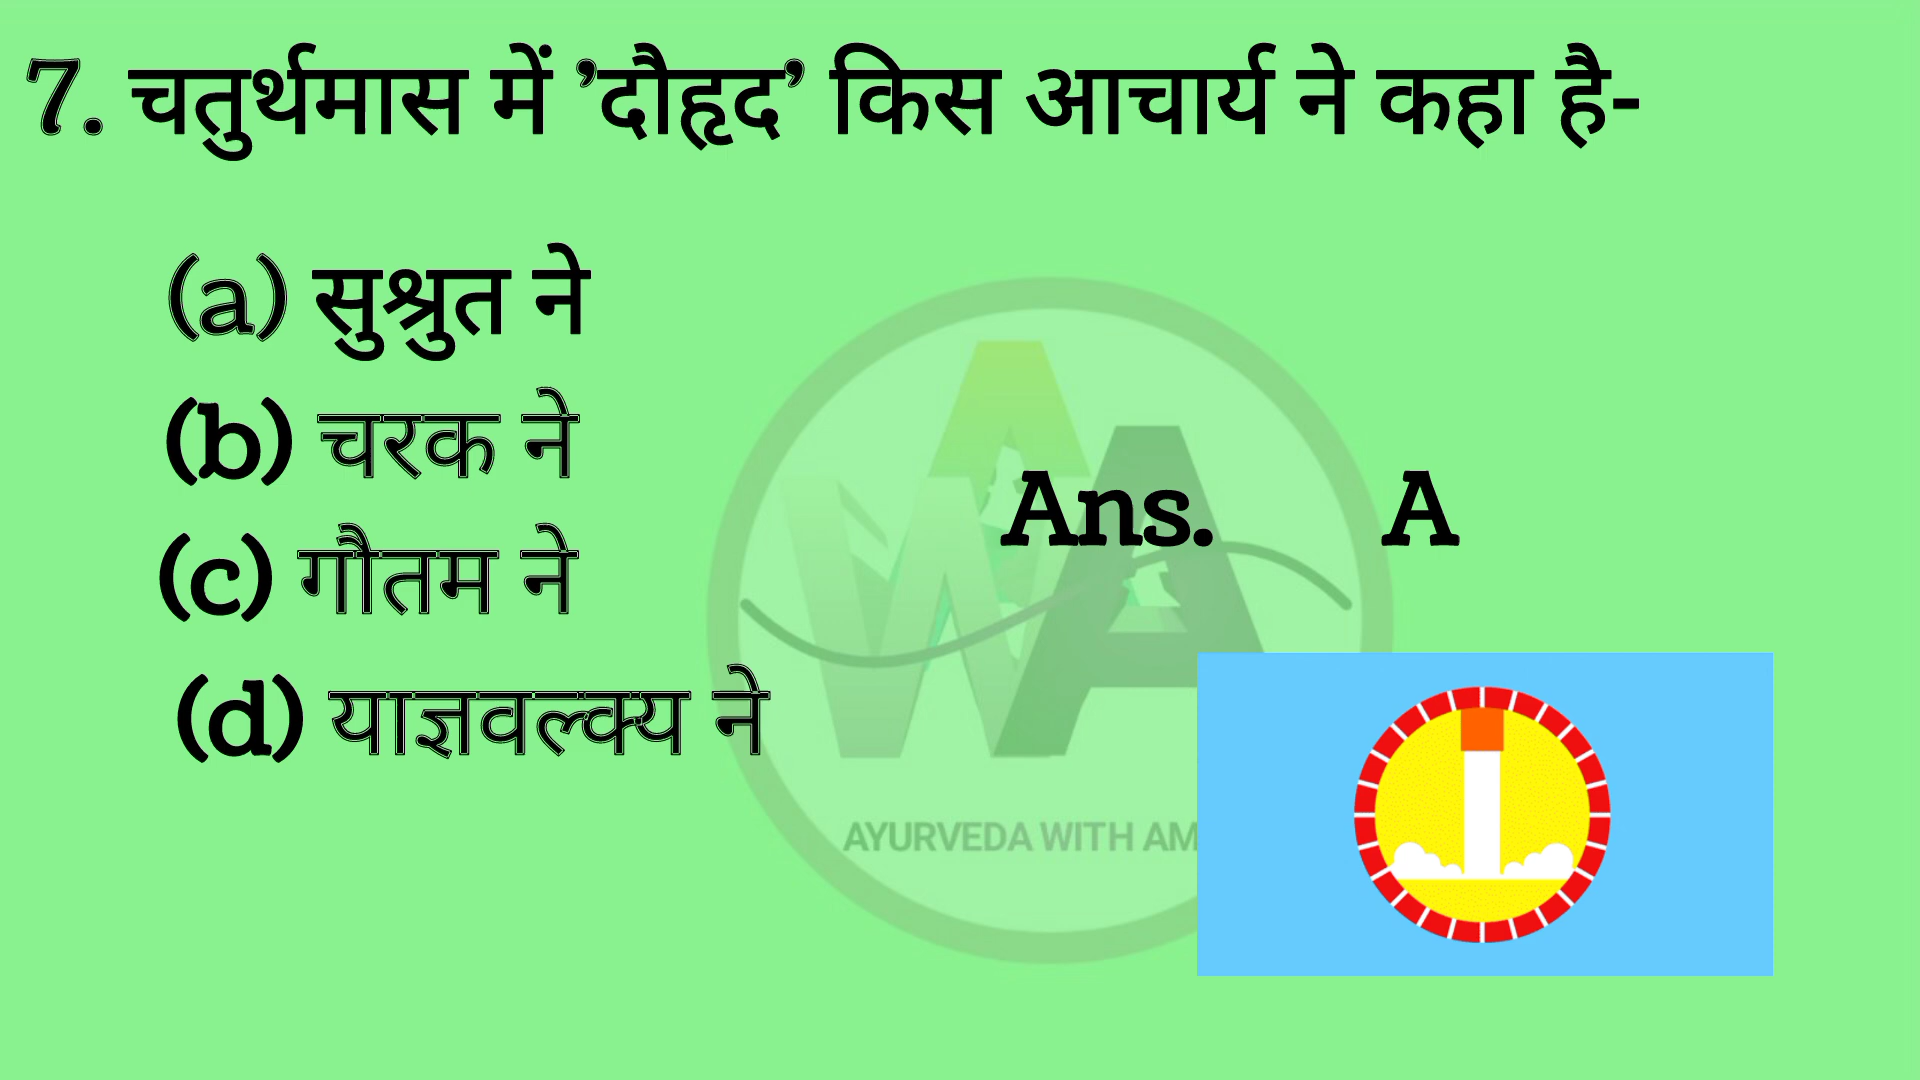 7. चतुर्थमास में ’दौहृद’ किस आचार्य ने कहा है-
(a) सुश्रुत ने
(b) चरक ने
(c) गौतम ने
(d) याज्ञवल्क्य ने
Ans. A
AYURVEDA WITH AM